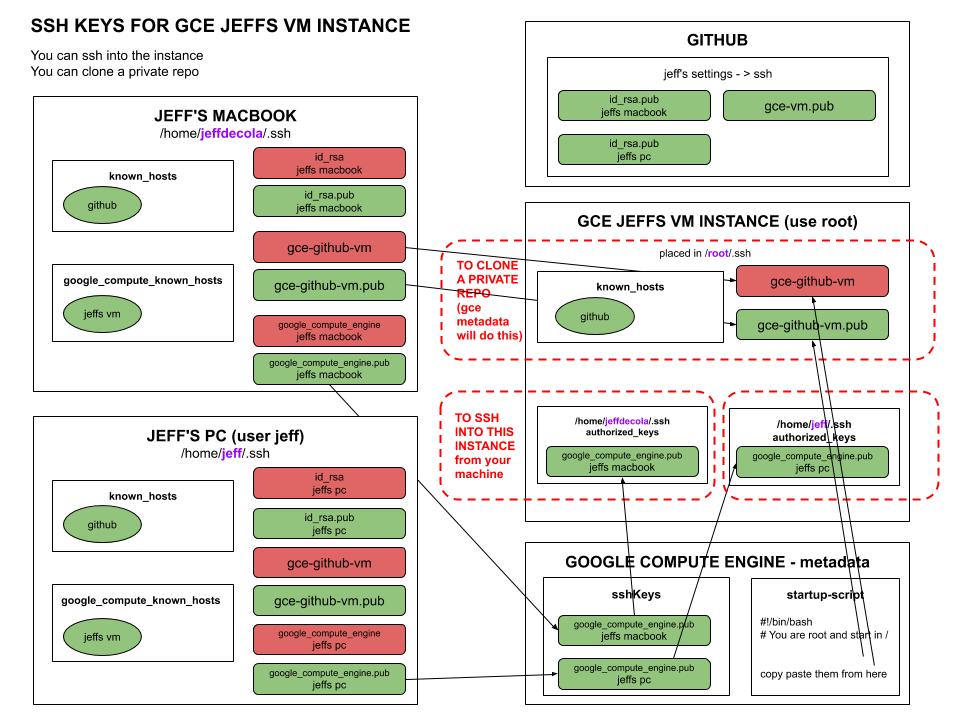 SSH KEYS FOR GCE JEFFS VM INSTANCE
You can ssh into the instance
You can clone a private repo
JEFF'S MACBOOK
/home/jeffdecola/.ssh
known_hosts
github
google_compute_known_hosts
jeffs vm
id_rsa
jeffs macbook
id_rsa.pub
jeffs macbook
gce-github-vm
gce-github-vm.pub
google_compute_engine
jeffs macbook
google_compute_engine.pub
jeffs macbook
JEFF'S PC (user jeff)
/home/jeff/.ssh
known_hosts
github
google_compute_known_hosts
jeffs vm
id_rsa
jeffs pc
id_rsa.pub
jeffs pc
gce-github-vm
gce-github-vm.pub
google_compute_engine
jeffs pc
google_compute_engine.pub
jeffs pc
GITHUB
jeff's settings - > ssh
id_rsa.pub
jeffs macbook
gce-vm.pub
id_rsa.pub
jeffs pc
GCE JEFFS VM INSTANCE (use root)
placed in /root/.ssh
TO CLONE
A PRIVATE
REPO
(gce
metadata
will do this)
known_hosts
github
gce-github-vm
gce-github-vm.pub
TO SSH
INTO THIS
INSTANCE
from your
machine
/home/jeffdecola/.ssh
authorized_keys
google_compute_engine.pub
jeffs macbook
/home/jeff/.ssh
authorized_keys
google_compute_engine.pub
jeffs pc
GOOGLE COMPUTE ENGINE - metadata
sshKeys
google_compute_engine.pub
jeffs macbook
google_compute_engine.pub
jeffs pc
startup-script
#!/bin/bash
# You are root and start in /
copy paste them from here